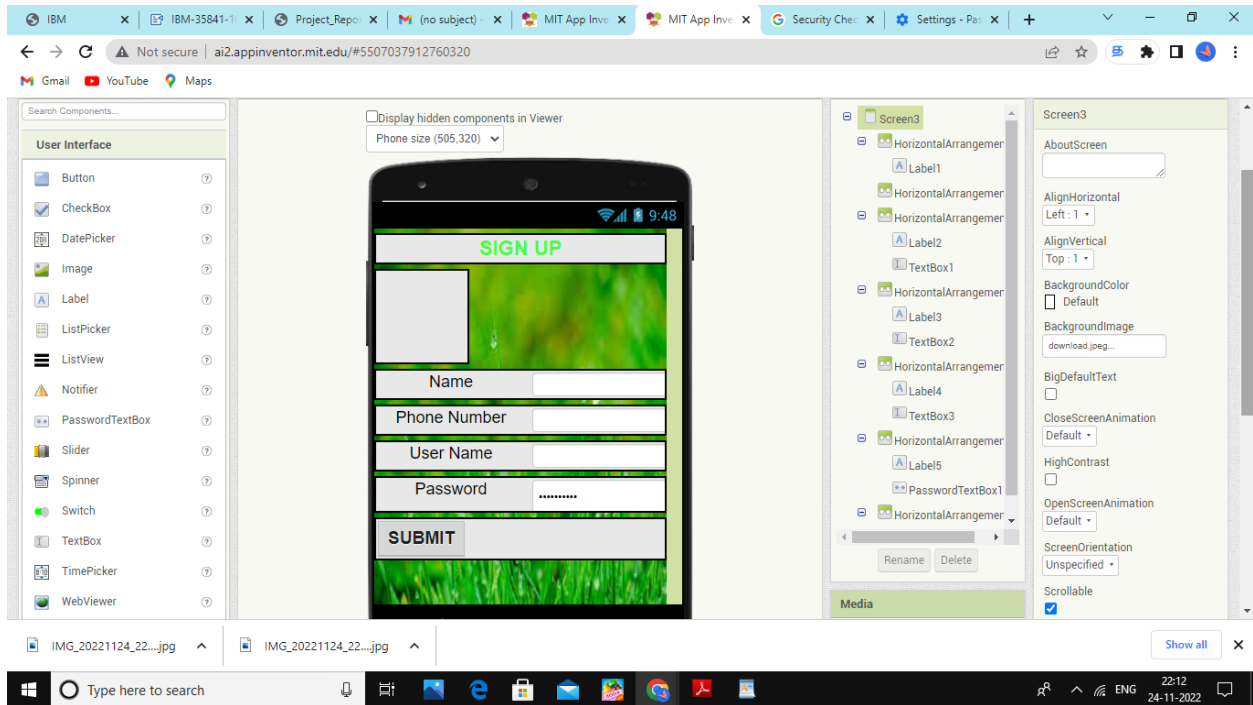 IBM
IBM-35841-1
Project_Repo
(no subject) -
MIT App Inve
MIT App Inve
Security Chec
Settings - Pas
Not secure | ai2.appinventor.mit.edu/#5507037912760320
Gmail
YouTube
Maps
Search Components...
User Interface
Button
CheckBox
DatePicker
Image
Label
ListPicker
ListView
Notifier
PasswordTextBox
Slider
Spinner
Switch
TextBox
TimePicker
WebViewer
Display hidden components in Viewer
Phone size (505,320)
9:48
SIGN UP
Name
Phone Number
User Name
Password
SUBMIT
Screen3
HorizontalArrangemer
Label1
HorizontalArrangemer
HorizontalArrangemer
Label2
TextBox1
HorizontalArrangemer
Label3
TextBox2
HorizontalArrangemer
Label4
TextBox3
HorizontalArrangemer
Label5
PasswordTextBox1
HorizontalArrangemer
Rename
Delete
Media
Screen3
AboutScreen
AlignHorizontal
Left : 1
AlignVertical
Top : 1
BackgroundColor
Default
BackgroundImage
download.jpeg...
BigDefaultText
CloseScreenAnimation
Default
HighContrast
OpenScreenAnimation
Default
ScreenOrientation
Unspecified
Scrollable
IMG_20221124_22....jpg
IMG_20221124_22....jpg
Show all
Type here to search
ENG
22:12
24-11-2022